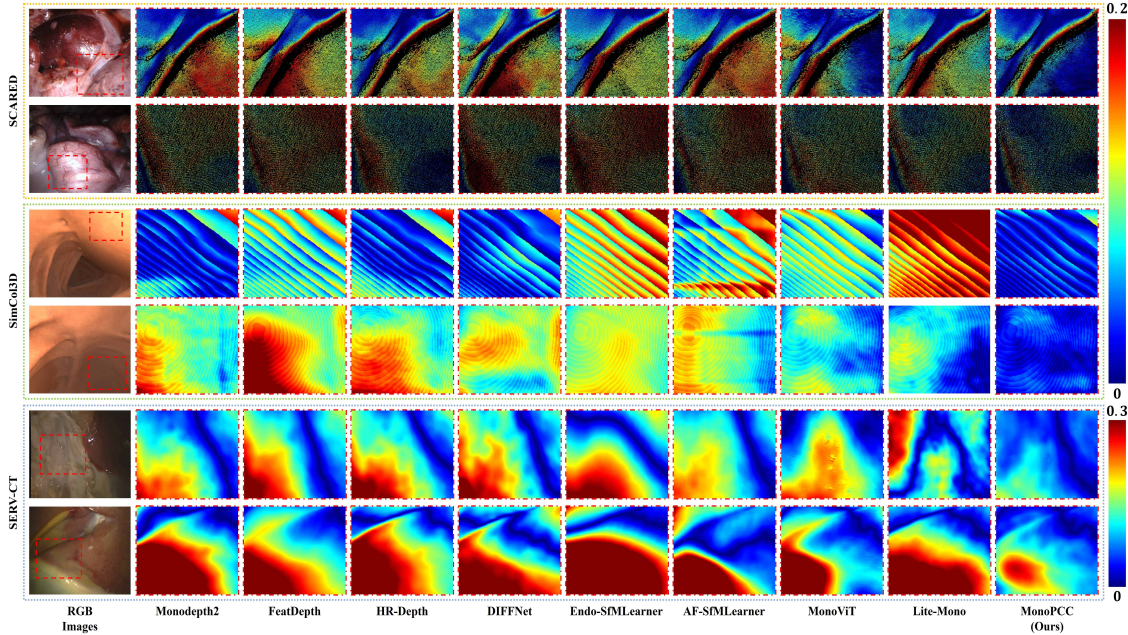 0.2
SCARED
SimCol3D
0
0.3
SERV-CT
0
RGB
Images
Monodepth2
FeatDepth
HR-Depth
DIFFNet
Endo-SfMLearner
AF-SfMLearner
MonoViT
Lite-Mono
MonoPCC
(Ours)